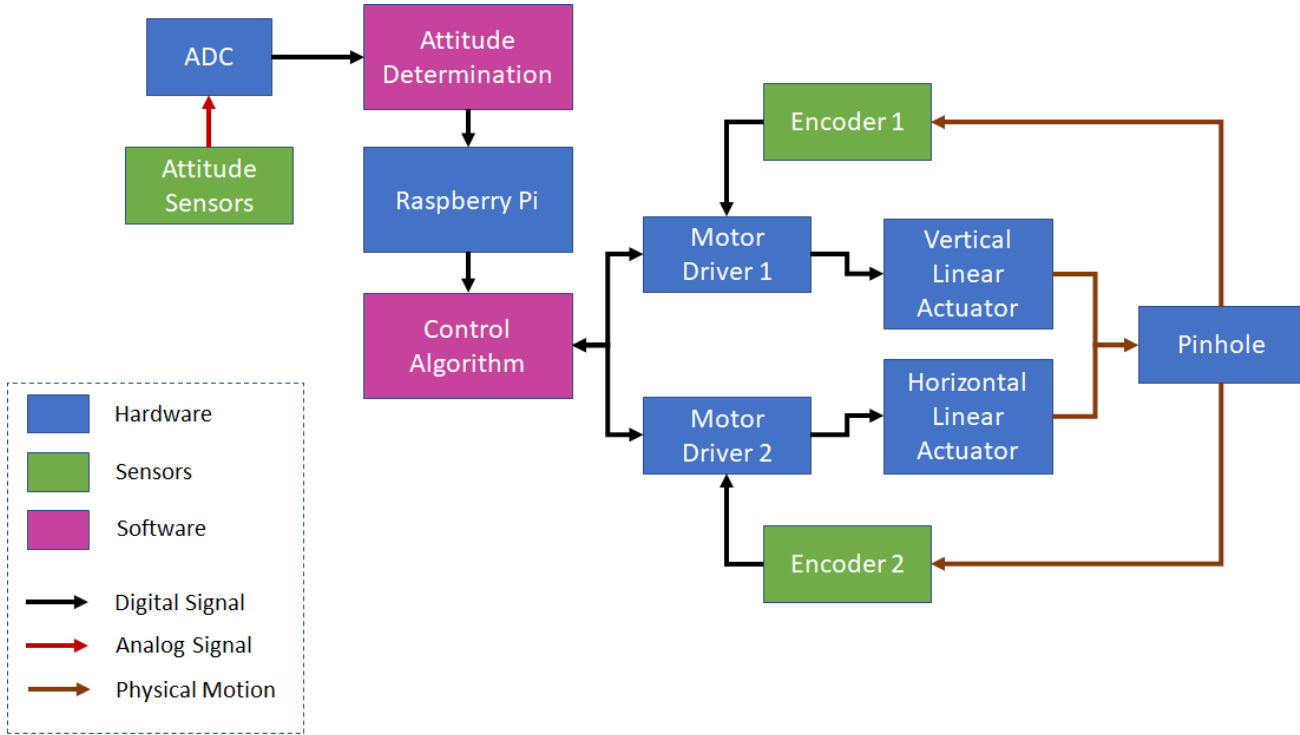 ADC
Attitude
Determination
Attitude
Sensors
Raspberry Pi
Control
Algorithm
Encoder 1
Motor
Driver 1
Vertical
Linear
Actuator
Pinhole
Horizontal
Linear
Actuator
Motor
Driver 2
Encoder 2
Hardware
Sensors
Software
Digital Signal
Analog Signal
Physical Motion